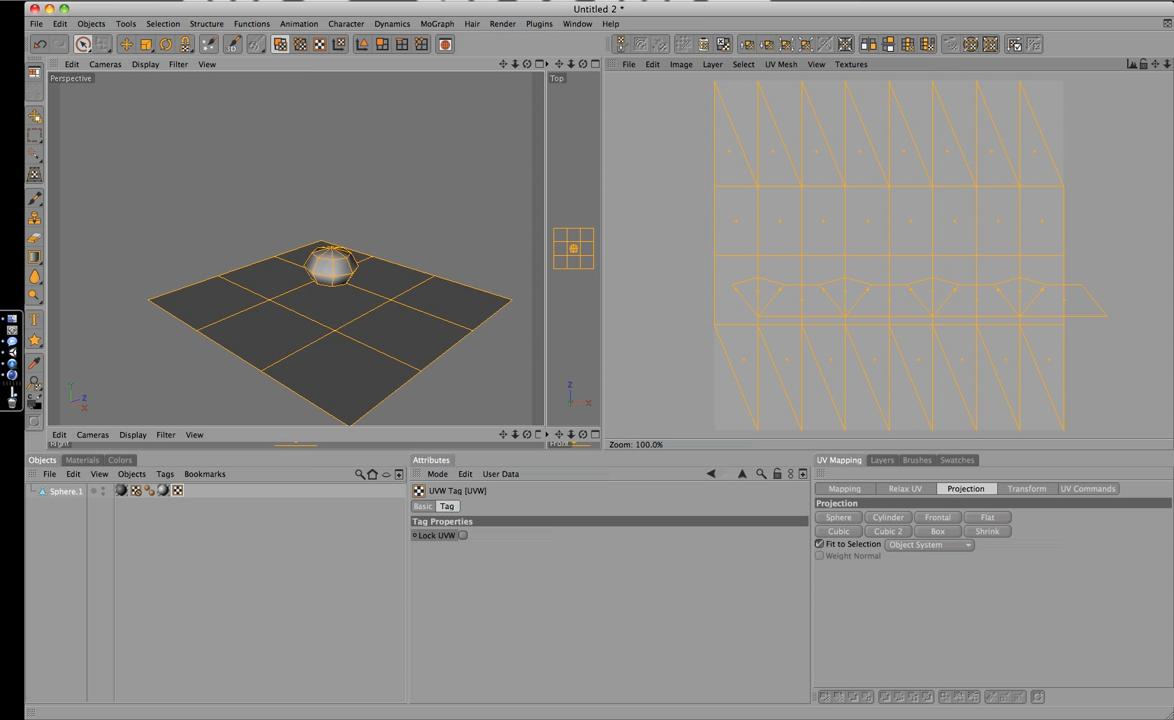 Untitled 2 *
File Edit Objects Tools Selection Structure Functions Animation Character Dynamics MoGraph Hair Render Plugins Window Help
Edit Cameras Display Filter View
File Edit Image Layer Select UV Mesh View Textures
Perspective
Top
Y
Z
X
Z
X
Edit Cameras Display Filter View
Right
Front
Zoom: 100.0%
Objects Materials Colors
File Edit View Objects Tags Bookmarks
Sphere.1
Attributes
Mode Edit User Data
UVW Tag [UVW]
Basic Tag
Tag Properties
Lock UVW
UV Mapping Layers Brushes Swatches
Mapping Relax UV Projection Transform UV Commands
Projection
Sphere Cylinder Frontal Flat
Cubic Cubic 2 Box Shrink
Fit to Selection Object System
Weight Normal